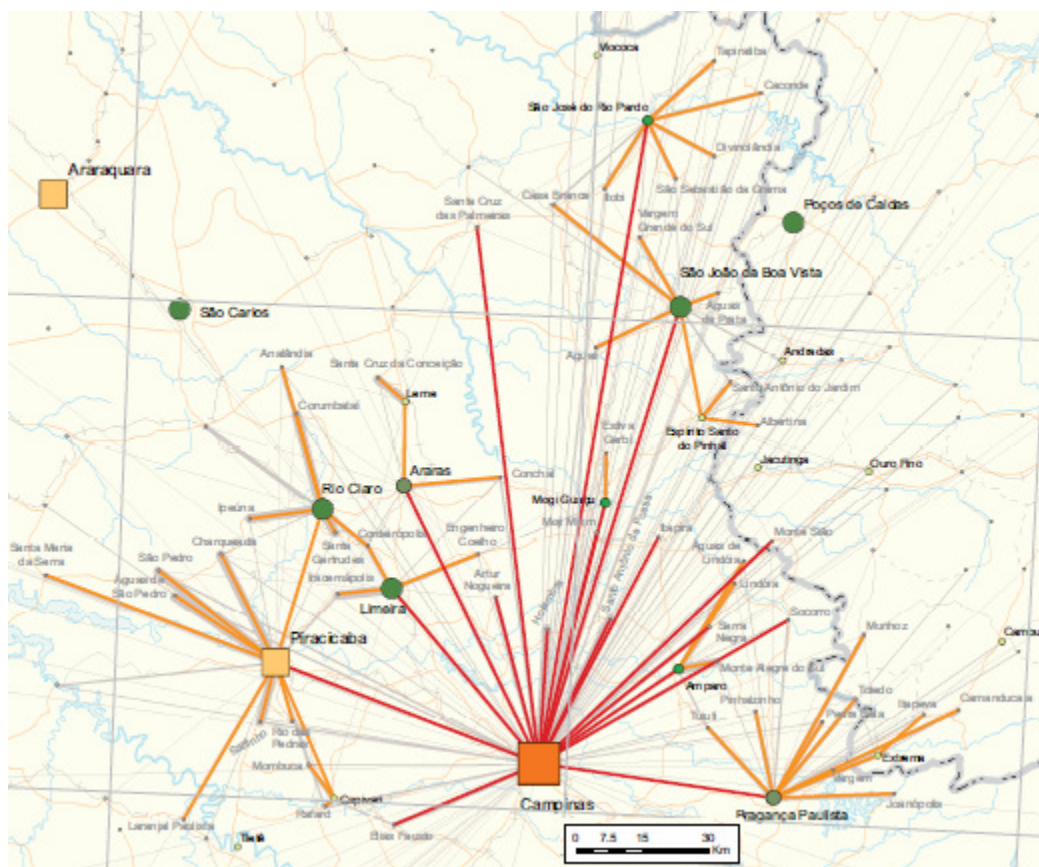 Mococa
Tapiratiba
Caconde
São José do Rio Pardo
Divinolândia
Araraquara
São Sebastião da Grama
Itobi
Casa Branca
Santa Cruz
das Palmeiras
Vargem
Grande do Sul
Poços de Caldas
São João da Boa Vista
Águas
da Prata
São Carlos
Aguaí
Andradas
Analândia
Santa Cruz da Conceição
Leme
Corumbataí
Santo Antônio do Jardim
Espírito Santo
do Pinhal
Albertina
Estiva
Gerbi
Jacutinga
Ouro Fino
Araras
Conchal
Rio Claro
Mogi Guaçu
Ipeúna
Moji Mirim
Itapira
Monte Sião
Charqueada
Santa
Gertrudes
Cordeirópolis
Engenheiro
Coelho
Santa Maria
da Serra
São Pedro
Águas de
São Pedro
Iracemápolis
Artur
Nogueira
Holambra
Santo Antônio de Posse
Águas de
Lindóia
Lindóia
Limeira
Socorro
Serra
Negra
Munhoz
Piracicaba
Monte Alegre do Sul
Amparo
Pinhalzinho
Tuiuti
Pedra Bela
Toledo
Itapeva
Camanducaia
Saltinho
Rio das
Pedras
Mombuca
Extrema
Vargem
Capivari
Rafard
Joanópolis
Campinas
Bragança Paulista
Laranjal Paulista
Tietê
Elias Fausto
0 7.5 15 30
Km